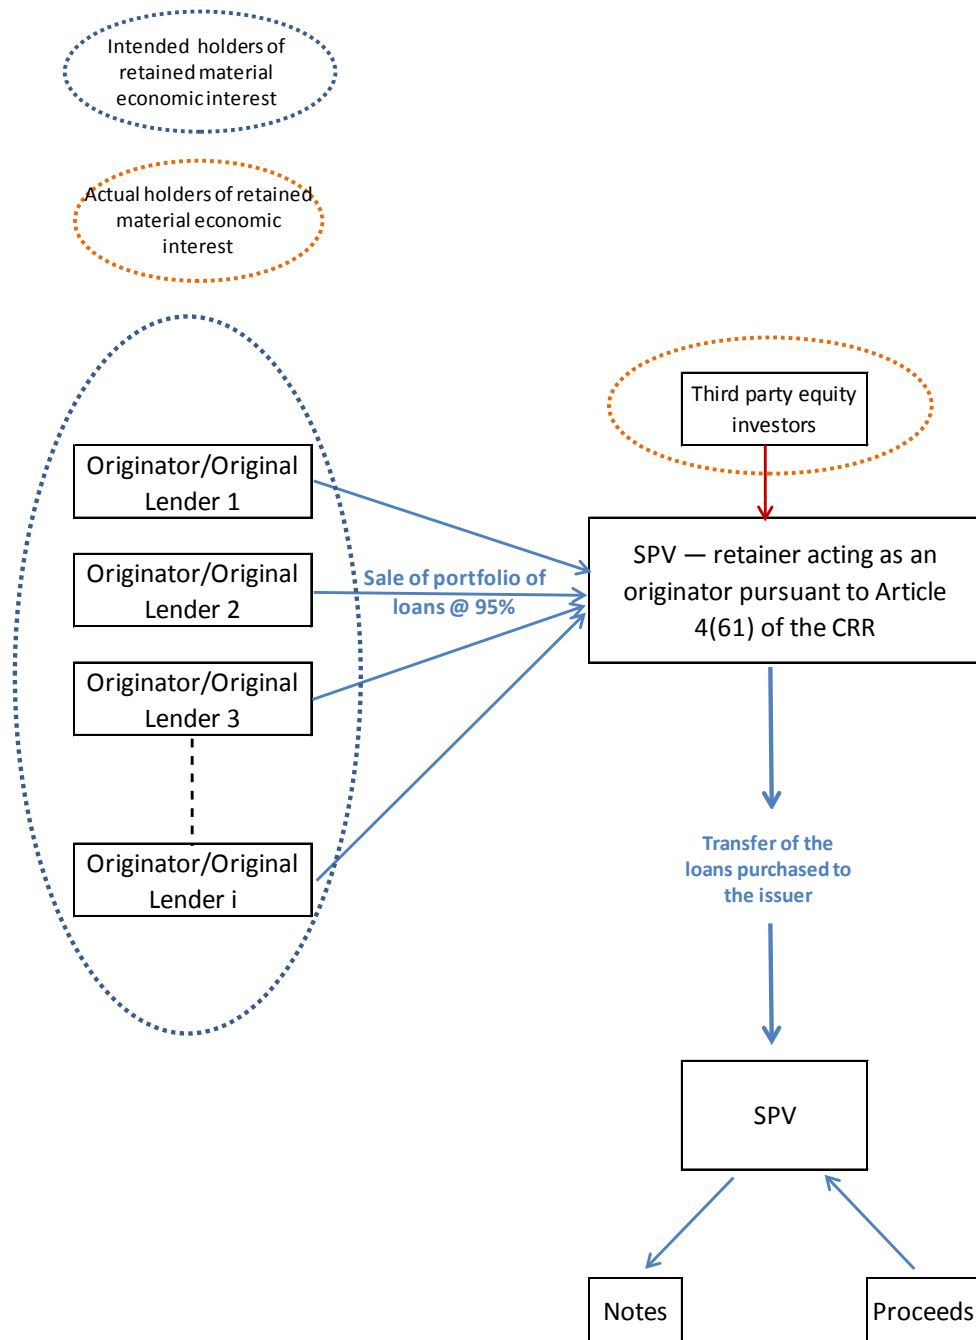 Intended holders of
retained material
economic interest
Actual holders of retained
material economic
interest
Third party equity
investors
Originator/Original
Lender 1
Originator/Original
Lender 2
Originator/Original
Lender 3
Originator/Original
Lender i
Sale of portfolio of
loans @ 95%
SPV — retainer acting as an
originator pursuant to Article
4(61) of the CRR
Transfer of the
loans purchased to
the issuer
SPV
Notes
Proceeds